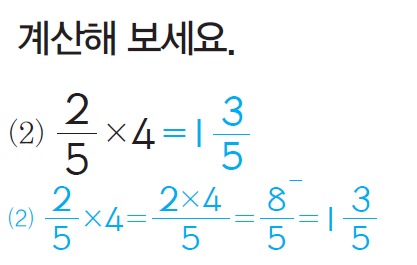 계산해 보세요.
(2) 2/5 × 4 = 1 3/5
(2) 2/5 × 4 = 2×4/5 = 8/5 = 1 3/5